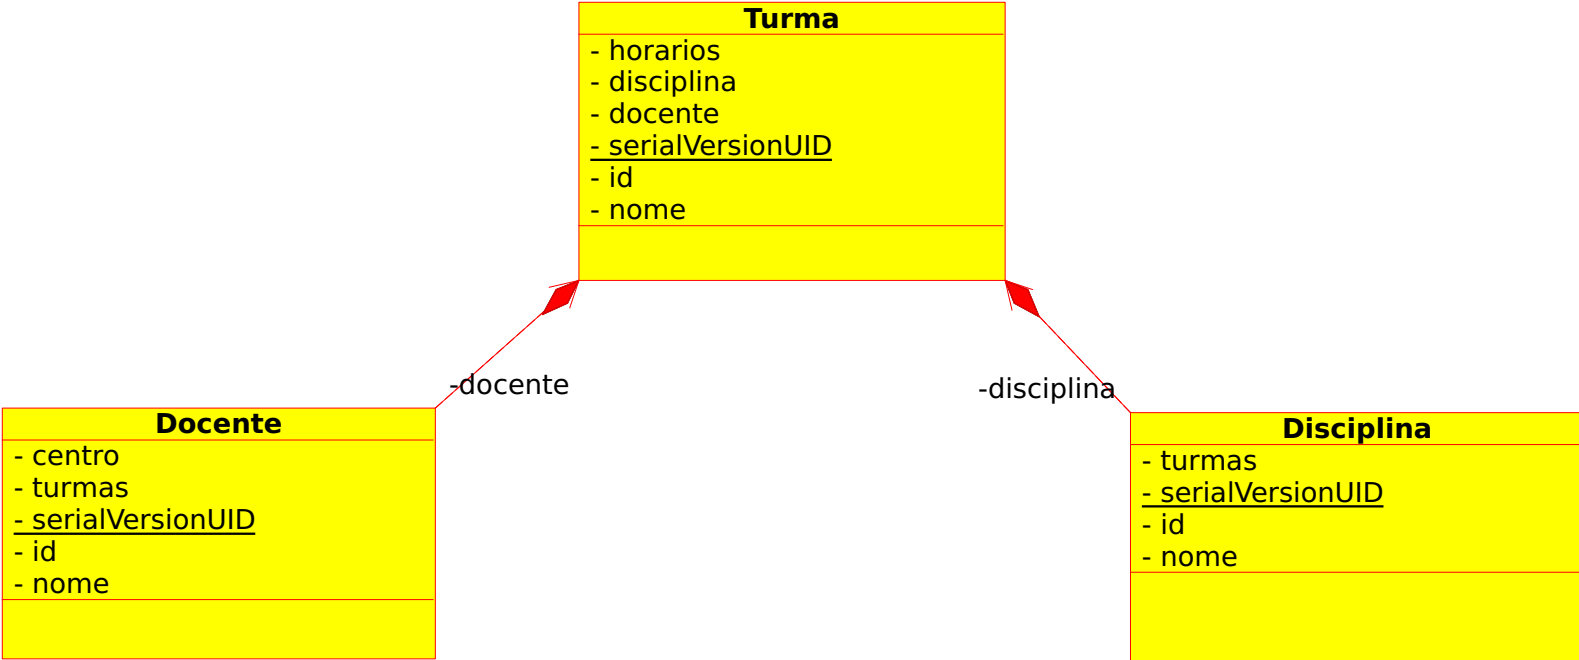 Turma
- horarios
- disciplina
- docente
- serialVersionUID
- id
- nome
-docente
-disciplina
Docente
- centro
- turmas
- serialVersionUID
- id
- nome
Disciplina
- turmas
- serialVersionUID
- id
- nome